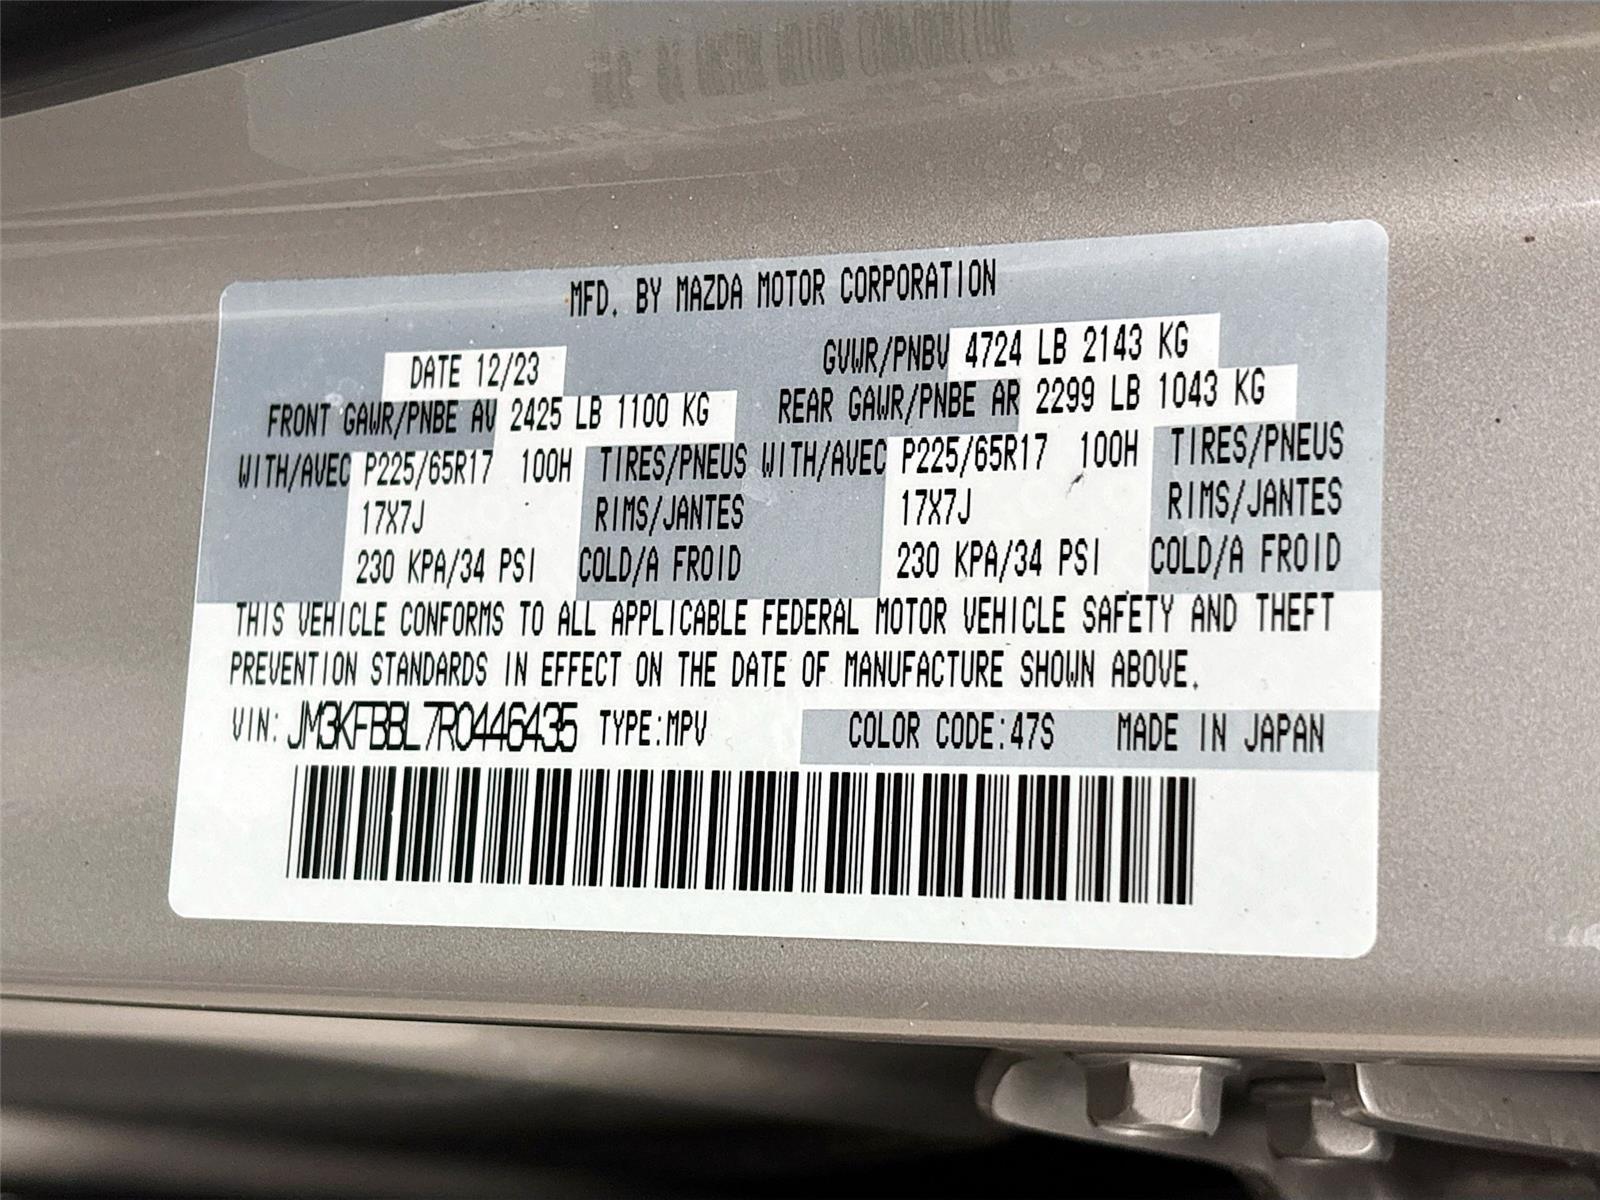 MFD. BY MAZDA MOTOR CORPORATION
DATE 12/23 GVWR/PNBV 4724 LB 2143 KG
FRONT GAWR/PNBE AV 2425 LB 1100 KG REAR GAWR/PNBE AR 2299 LB 1043 KG
WITH/AVEC P225/65R17 100H TIRES/PNEUS WITH/AVEC P225/65R17 100H TIRES/PNEUS
17X7J RIMS/JANTES 17X7J RIMS/JANTES
230 KPA/34 PSI COLD/A FROID 230 KPA/34 PSI COLD/A FROID
THIS VEHICLE CONFORMS TO ALL APPLICABLE FEDERAL MOTOR VEHICLE SAFETY AND THEFT
PREVENTION STANDARDS IN EFFECT ON THE DATE OF MANUFACTURE SHOWN ABOVE.
VIN: JM3KFBBL7R0446435 TYPE:MPV COLOR CODE:47S MADE IN JAPAN